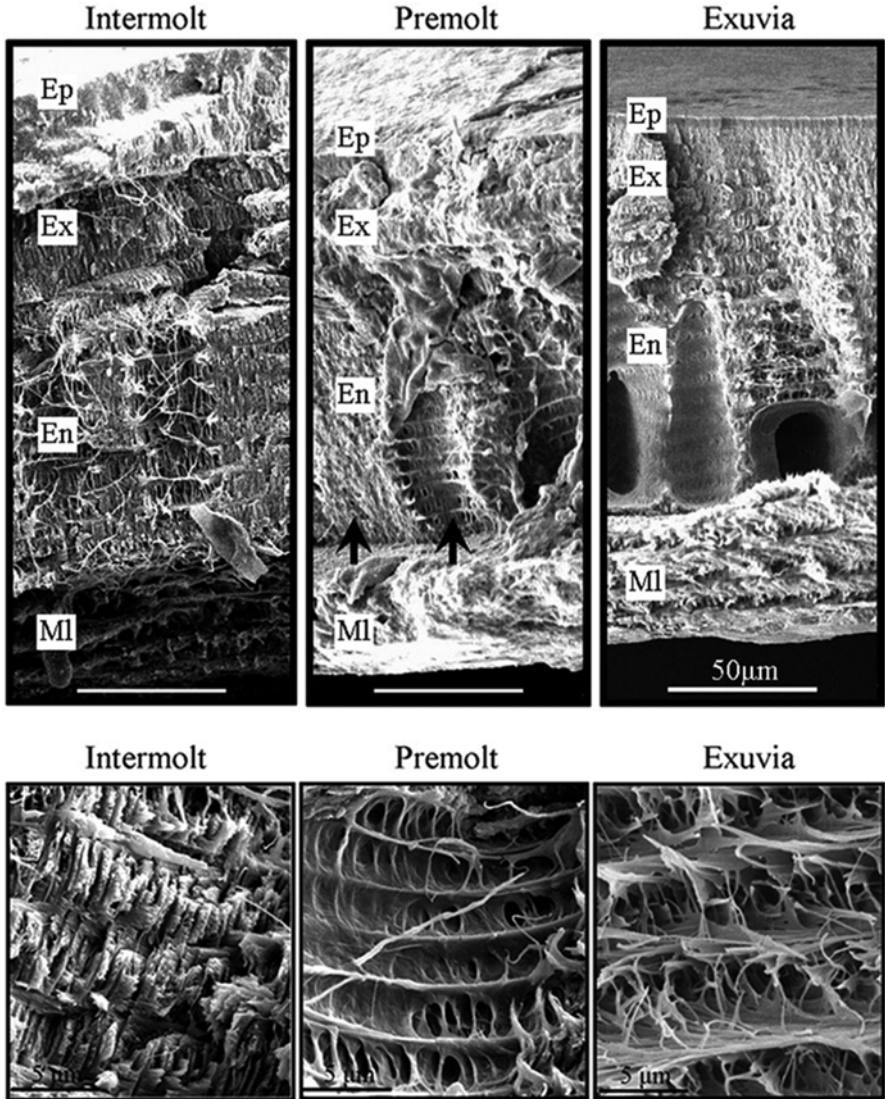 Intermolt
Premolt
Exuvia
Ep
Ex
En
Ml
Ep
Ex
En
Ml
Ep
Ex
En
Ml
50μm
Intermolt
Premolt
Exuvia
5 μm
5 μm
5 μm